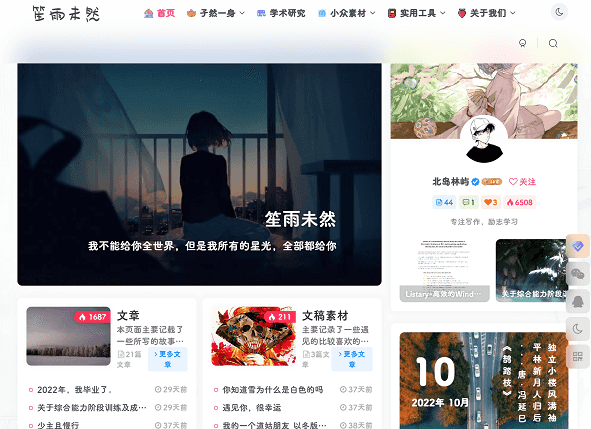 笙雨未然
首页
孑然一身
学术研究
小众素材
实用工具
关于我们
笙雨未然
我不能给你全世界，但是我所有的星光，全部都给你
北岛林屿
关注
44
1
3
6508
专注写作，励志学习
Listary-高效的Wind...
关于综合能力阶段
1687
文章
本页面主要记载了
一些所写的故事...
21篇
文章
更多文
章
2022年，我毕业了。
29天前
关于综合能力阶段训练及成...
29天前
少主且慢行
37天前
211
文稿素材
主要记录了一些遇
见的比较喜欢的...
3篇文
章
更多文
章
你知道雪为什么是白色的吗
37天前
遇见你，很幸运
37天前
我的一个道姑朋友 以冬版...
38天前
10
2022年 10月
独立小楼风满袖
平林新月人归后
··唐·冯延巳
《鹊踏枝》